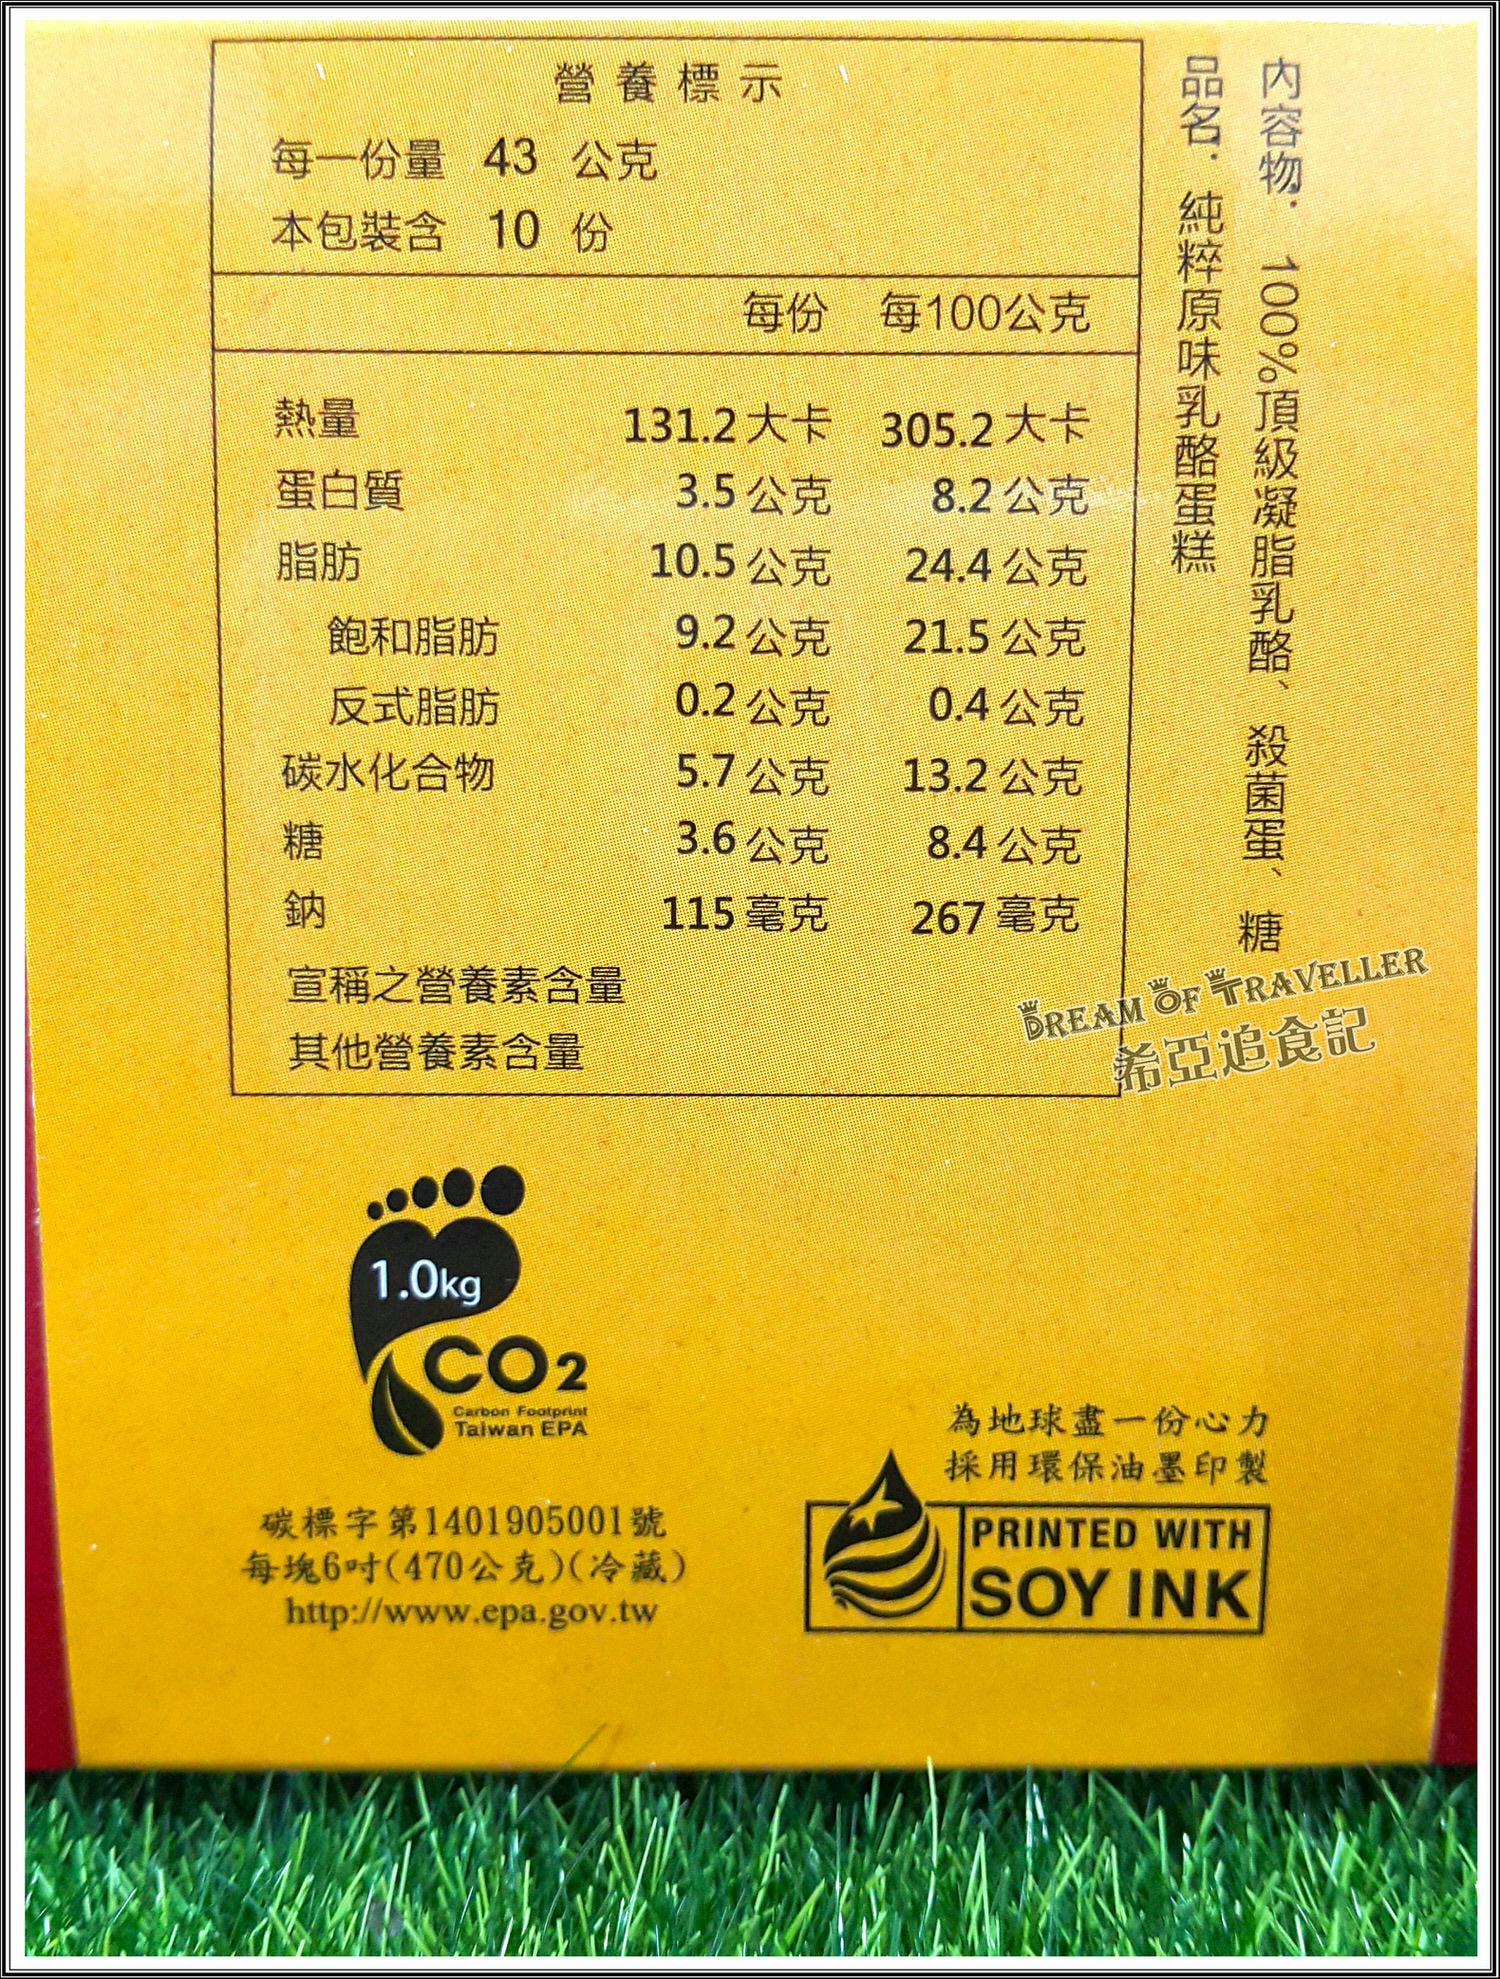 內容物: 100%頂級凝脂乳酪、殺菌蛋、糖
品名: 純粹原味乳酪蛋糕
營養標示
每一份量 43 公克
本包裝含 10 份
每份 每100公克
熱量 131.2大卡 305.2大卡
蛋白質 3.5公克 8.2公克
脂肪 10.5公克 24.4公克
飽和脂肪 9.2公克 21.5公克
反式脂肪 0.2公克 0.4公克
碳水化合物 5.7公克 13.2公克
糖 3.6公克 8.4公克
鈉 115毫克 267毫克
宣稱之營養素含量
其他營養素含量
DREAM OF TRAVELLER
希亞追食記
1.0kg
CO2
Carbon Footprint
Taiwan EPA
碳標字第1401905001號
每塊6吋(470公克)(冷藏)
http://www.epa.gov.tw
為地球盡一份心力
採用環保油墨印製
PRINTED WITH
SOY INK